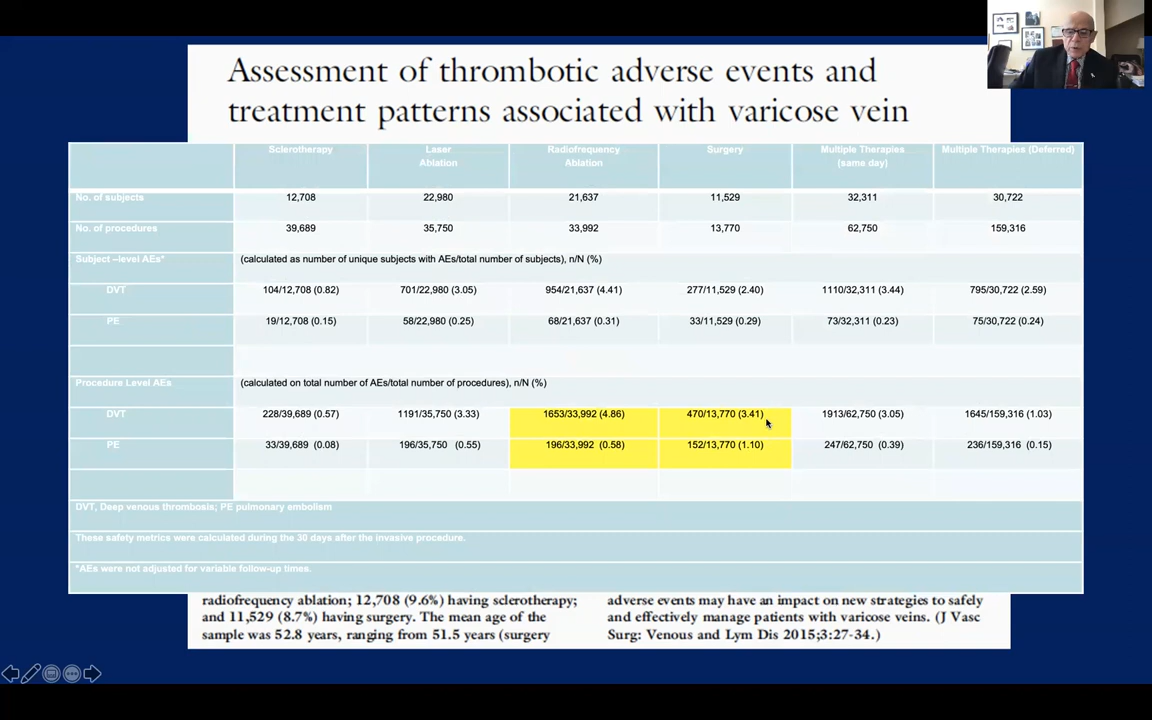 Assessment of thrombotic adverse events and
treatment patterns associated with varicose vein
Sclerotherapy Laser Ablation Radiofrequency Ablation Surgery Multiple Therapies (same day) Multiple Therapies (Deferred)
No. of subjects 12,708 22,980 21,637 11,529 32,311 30,722
No. of procedures 39,689 35,750 33,992 13,770 62,750 159,316
Subject –level AEs* (calculated as number of unique subjects with AEs/total number of subjects), n/N (%)
DVT 104/12,708 (0.82) 701/22,980 (3.05) 954/21,637 (4.41) 277/11,529 (2.40) 1110/32,311 (3.44) 795/30,722 (2.59)
PE 19/12,708 (0.15) 58/22,980 (0.25) 68/21,637 (0.31) 33/11,529 (0.29) 73/32,311 (0.23) 75/30,722 (0.24)
Procedure Level AEs (calculated on total number of AEs/total number of procedures), n/N (%)
DVT 228/39,689 (0.57) 1191/35,750 (3.33) 1653/33,992 (4.86) 470/13,770 (3.41) 1913/62,750 (3.05) 1645/159,316 (1.03)
PE 33/39,689 (0.08) 196/35,750 (0.55) 196/33,992 (0.58) 152/13,770 (1.10) 247/62,750 (0.39) 236/159,316 (0.15)
DVT, Deep venous thrombosis; PE pulmonary embolism
These safety metrics were calculated during the 30 days after the invasive procedure.
*AEs were not adjusted for variable follow-up times.
radiofrequency ablation; 12,708 (9.6%) having sclerotherapy;
and 11,529 (8.7%) having surgery. The mean age of the
sample was 52.8 years, ranging from 51.5 years (surgery
adverse events may have an impact on new strategies to safely
and effectively manage patients with varicose veins. (J Vasc
Surg: Venous and Lym Dis 2015;3:27-34.)